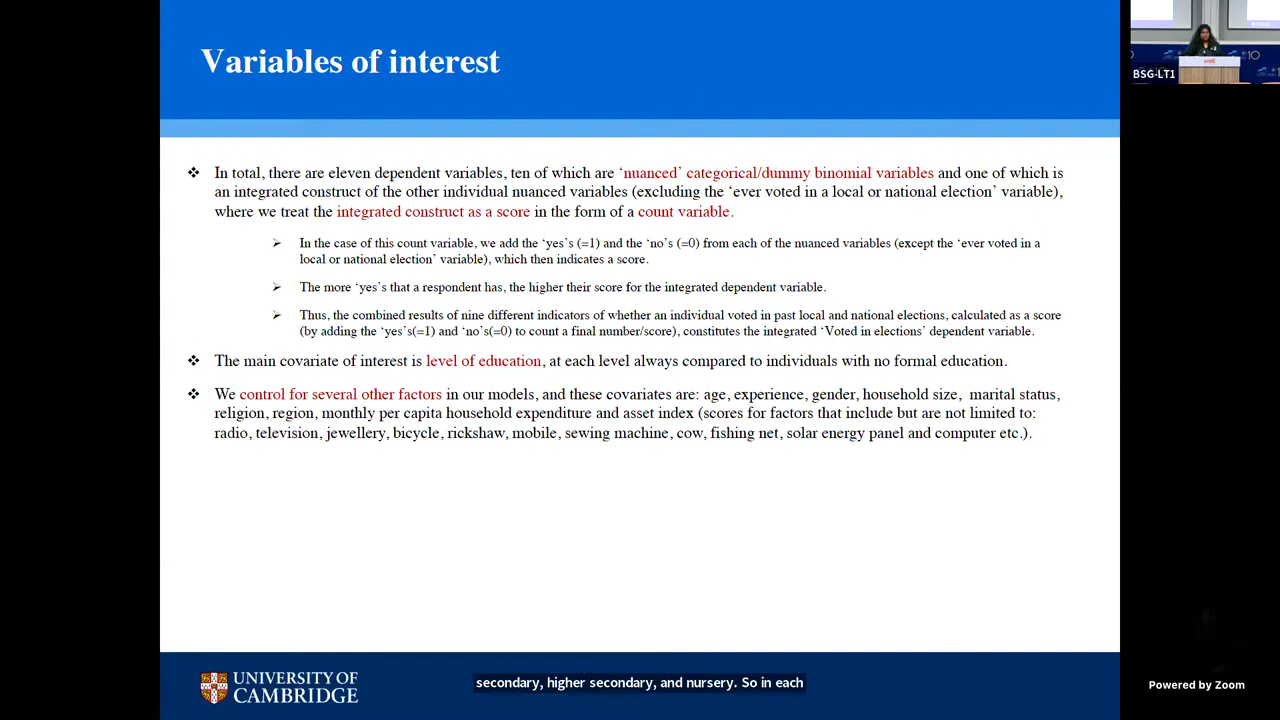 Variables of interest
❖ In total, there are eleven dependent variables, ten of which are ‘nuanced’ categorical/dummy binomial variables and one of which is
an integrated construct of the other individual nuanced variables (excluding the ‘ever voted in a local or national election’ variable),
where we treat the integrated construct as a score in the form of a count variable.
➢ In the case of this count variable, we add the ‘yes’s (=1) and the ‘no’s (=0) from each of the nuanced variables (except the ‘ever voted in a
local or national election’ variable), which then indicates a score.
➢ The more ‘yes’s that a respondent has, the higher their score for the integrated dependent variable.
➢ Thus, the combined results of nine different indicators of whether an individual voted in past local and national elections, calculated as a score
(by adding the ‘yes’s(=1) and ‘no’s(=0) to count a final number/score), constitutes the integrated ‘Voted in elections’ dependent variable.
❖ The main covariate of interest is level of education, at each level always compared to individuals with no formal education.
❖ We control for several other factors in our models, and these covariates are: age, experience, gender, household size, marital status,
religion, region, monthly per capita household expenditure and asset index (scores for factors that include but are not limited to:
radio, television, jewellery, bicycle, rickshaw, mobile, sewing machine, cow, fishing net, solar energy panel and computer etc.).
UNIVERSITY OF
CAMBRIDGE
secondary, higher secondary, and nursery. So in each
BSG-LT1
10
Powered by Zoom